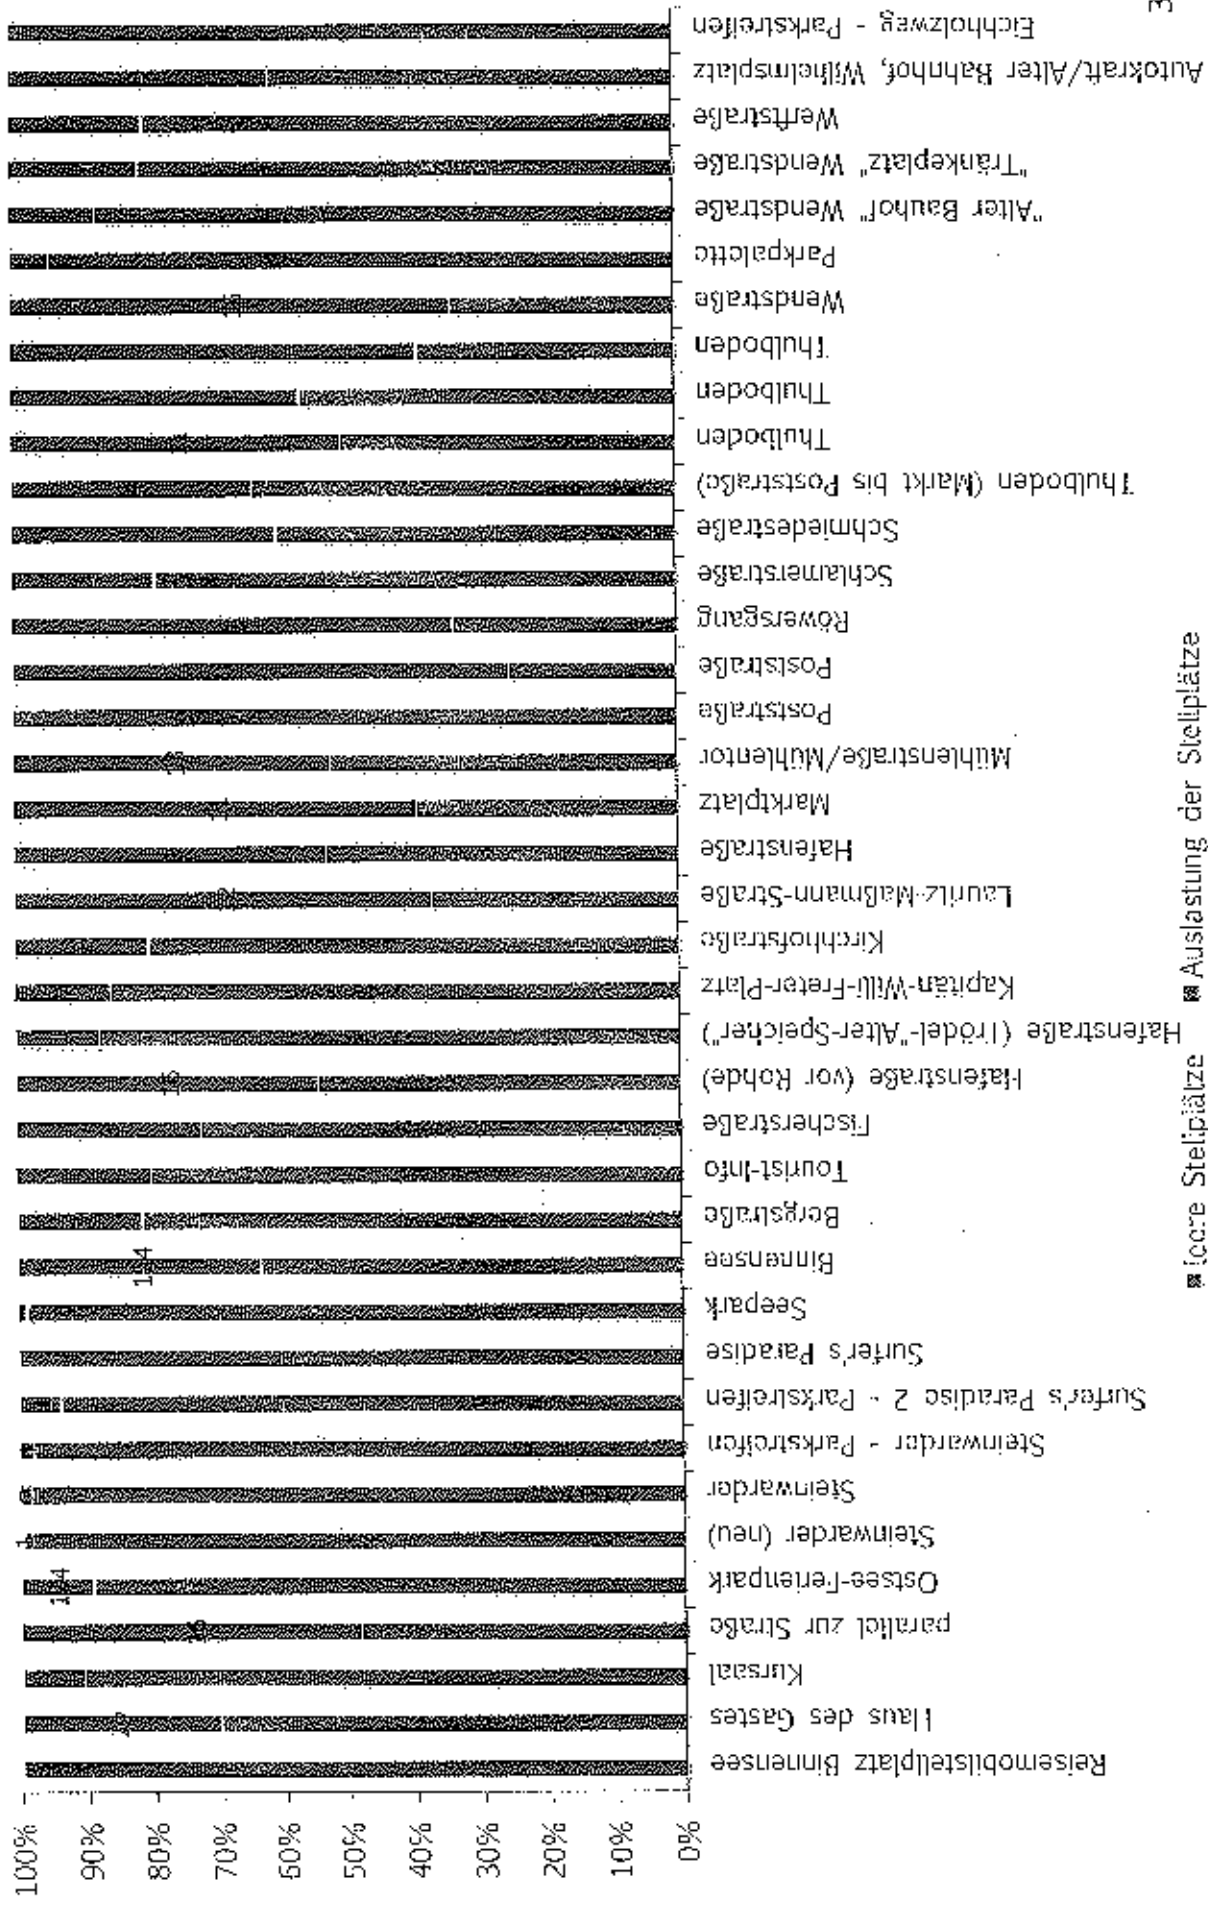 100%
90%
80%
70%
60%
50%
40%
30%
20%
10%
0%
Reisemobilstellplatz Binnensee
Haus des Gastes
Kursaal
parallel zur Straße
Ostsee-Ferienpark
14
Steinwarder (neu)
1
Steinwarder
Steinwarder - Parkstreifen
Surfer's Paradise 2 - Parkstreifen
Surfer's Paradise
Seepark
Binnensee
14
Bergstraße
Tourist-Info
Fischerstraße
Hafenstraße (vor Rohde)
Hafenstraße (Trödel-"Alter-Speicher")
Kapitän-Willi-Freter-Platz
Kirchhofstraße
Lauritz-Maßmann-Straße
Hafenstraße
Marktplatz
Mühlenstraße/Mühlentor
Poststraße
Poststraße
Röwersgang
Schlamerstraße
Schmiedestraße
Thulboden (Markt bis Poststraße)
Thulboden
Thulboden
Thulboden
Wendstraße
Parkpalette
"Alter Bauhof" Wendstraße
"Tränkeplatz" Wendstraße
Werftstraße
Autokraft/Alter Bahnhof, Wilhelmsplatz
Eichholzweg - Parkstreifen
leere Stellplätze
Auslastung der Stellplätze